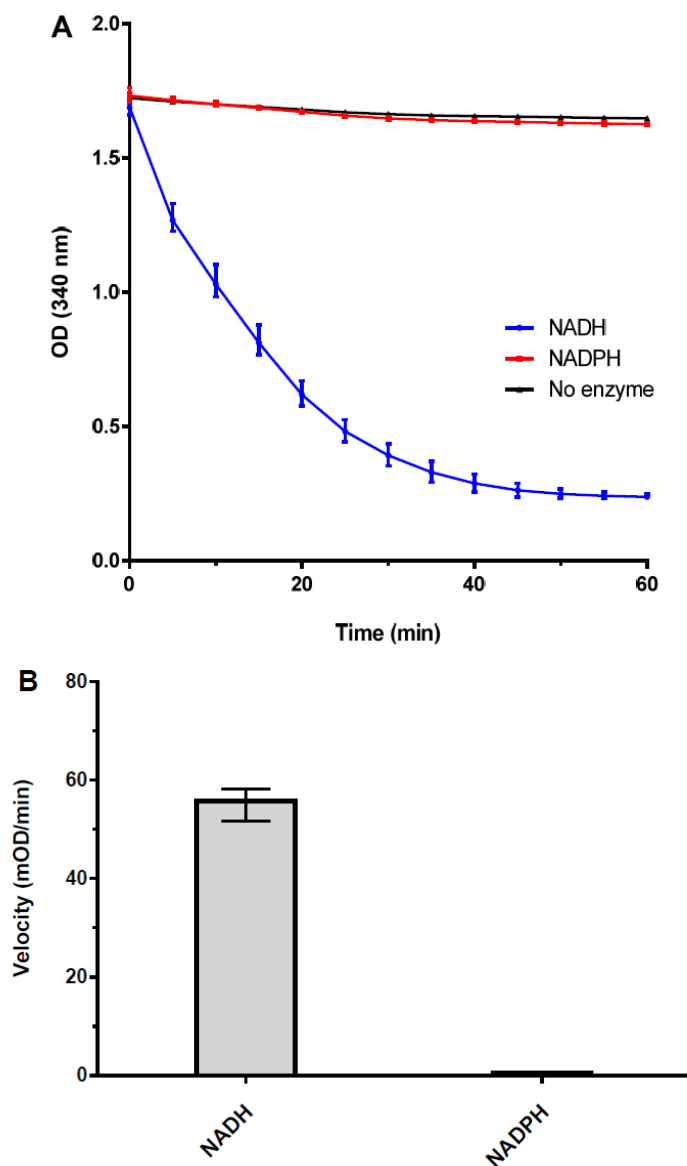 A
2.0
1.5
1.0
0.5
0.0
OD (340 nm)
NADH
NADPH
No enzyme
0 20 40 60
Time (min)
B
80
60
40
20
0
Velocity (mOD/min)
NADH NADPH